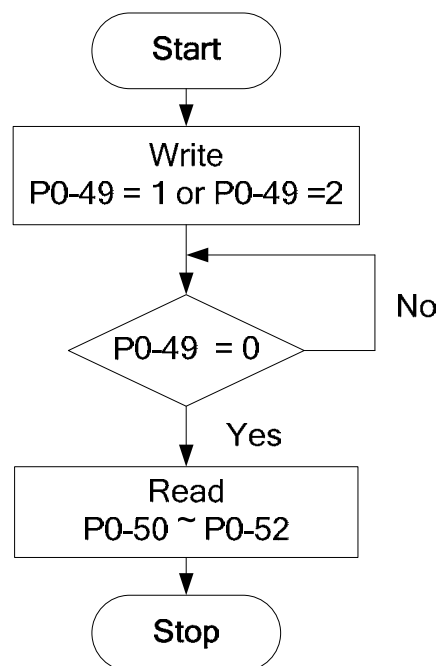 Start
Write
P0-49 = 1 or P0-49 =2
No
P0-49 = 0
Yes
Read
P0-50 ~ P0-52
Stop